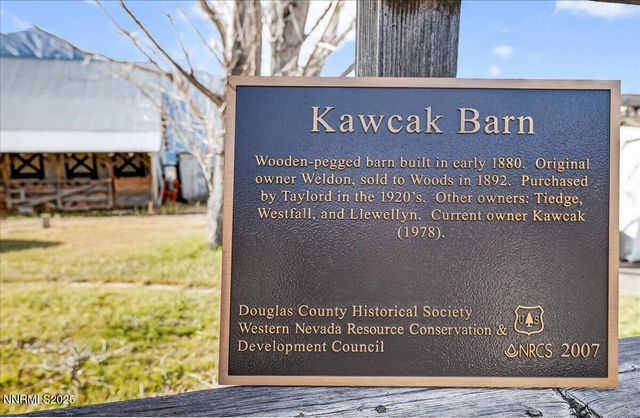 Kawcak Barn
Wooden-pegged barn built in early 1880. Original
owner Weldon, sold to Woods in 1892. Purchased
by Taylord in the 1920's. Other owners: Tiedge,
Westfall, and Llewellyn. Current owner Kawcak
(1978).
Douglas County Historical Society
Western Nevada Resource Conservation &
Development Council
U S
NRCS 2007
NNRMLS2025